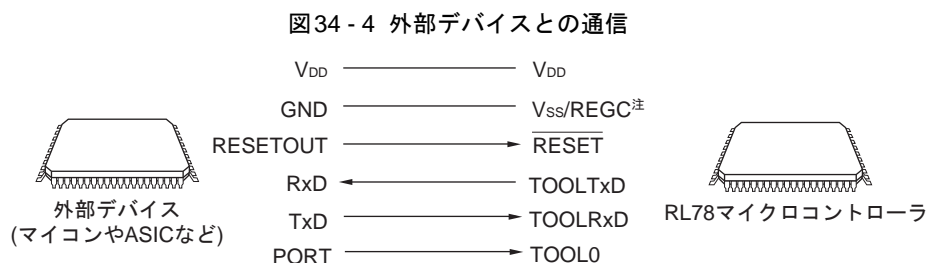 図34 - 4 外部デバイスとの通信
VDD VDD
GND VSS/REGC注
RESETOUT RESET
RxD TOOLTxD
TxD TOOLRxD
PORT TOOL0
外部デバイス
(マイコンやASICなど)
RL78マイクロコントローラ